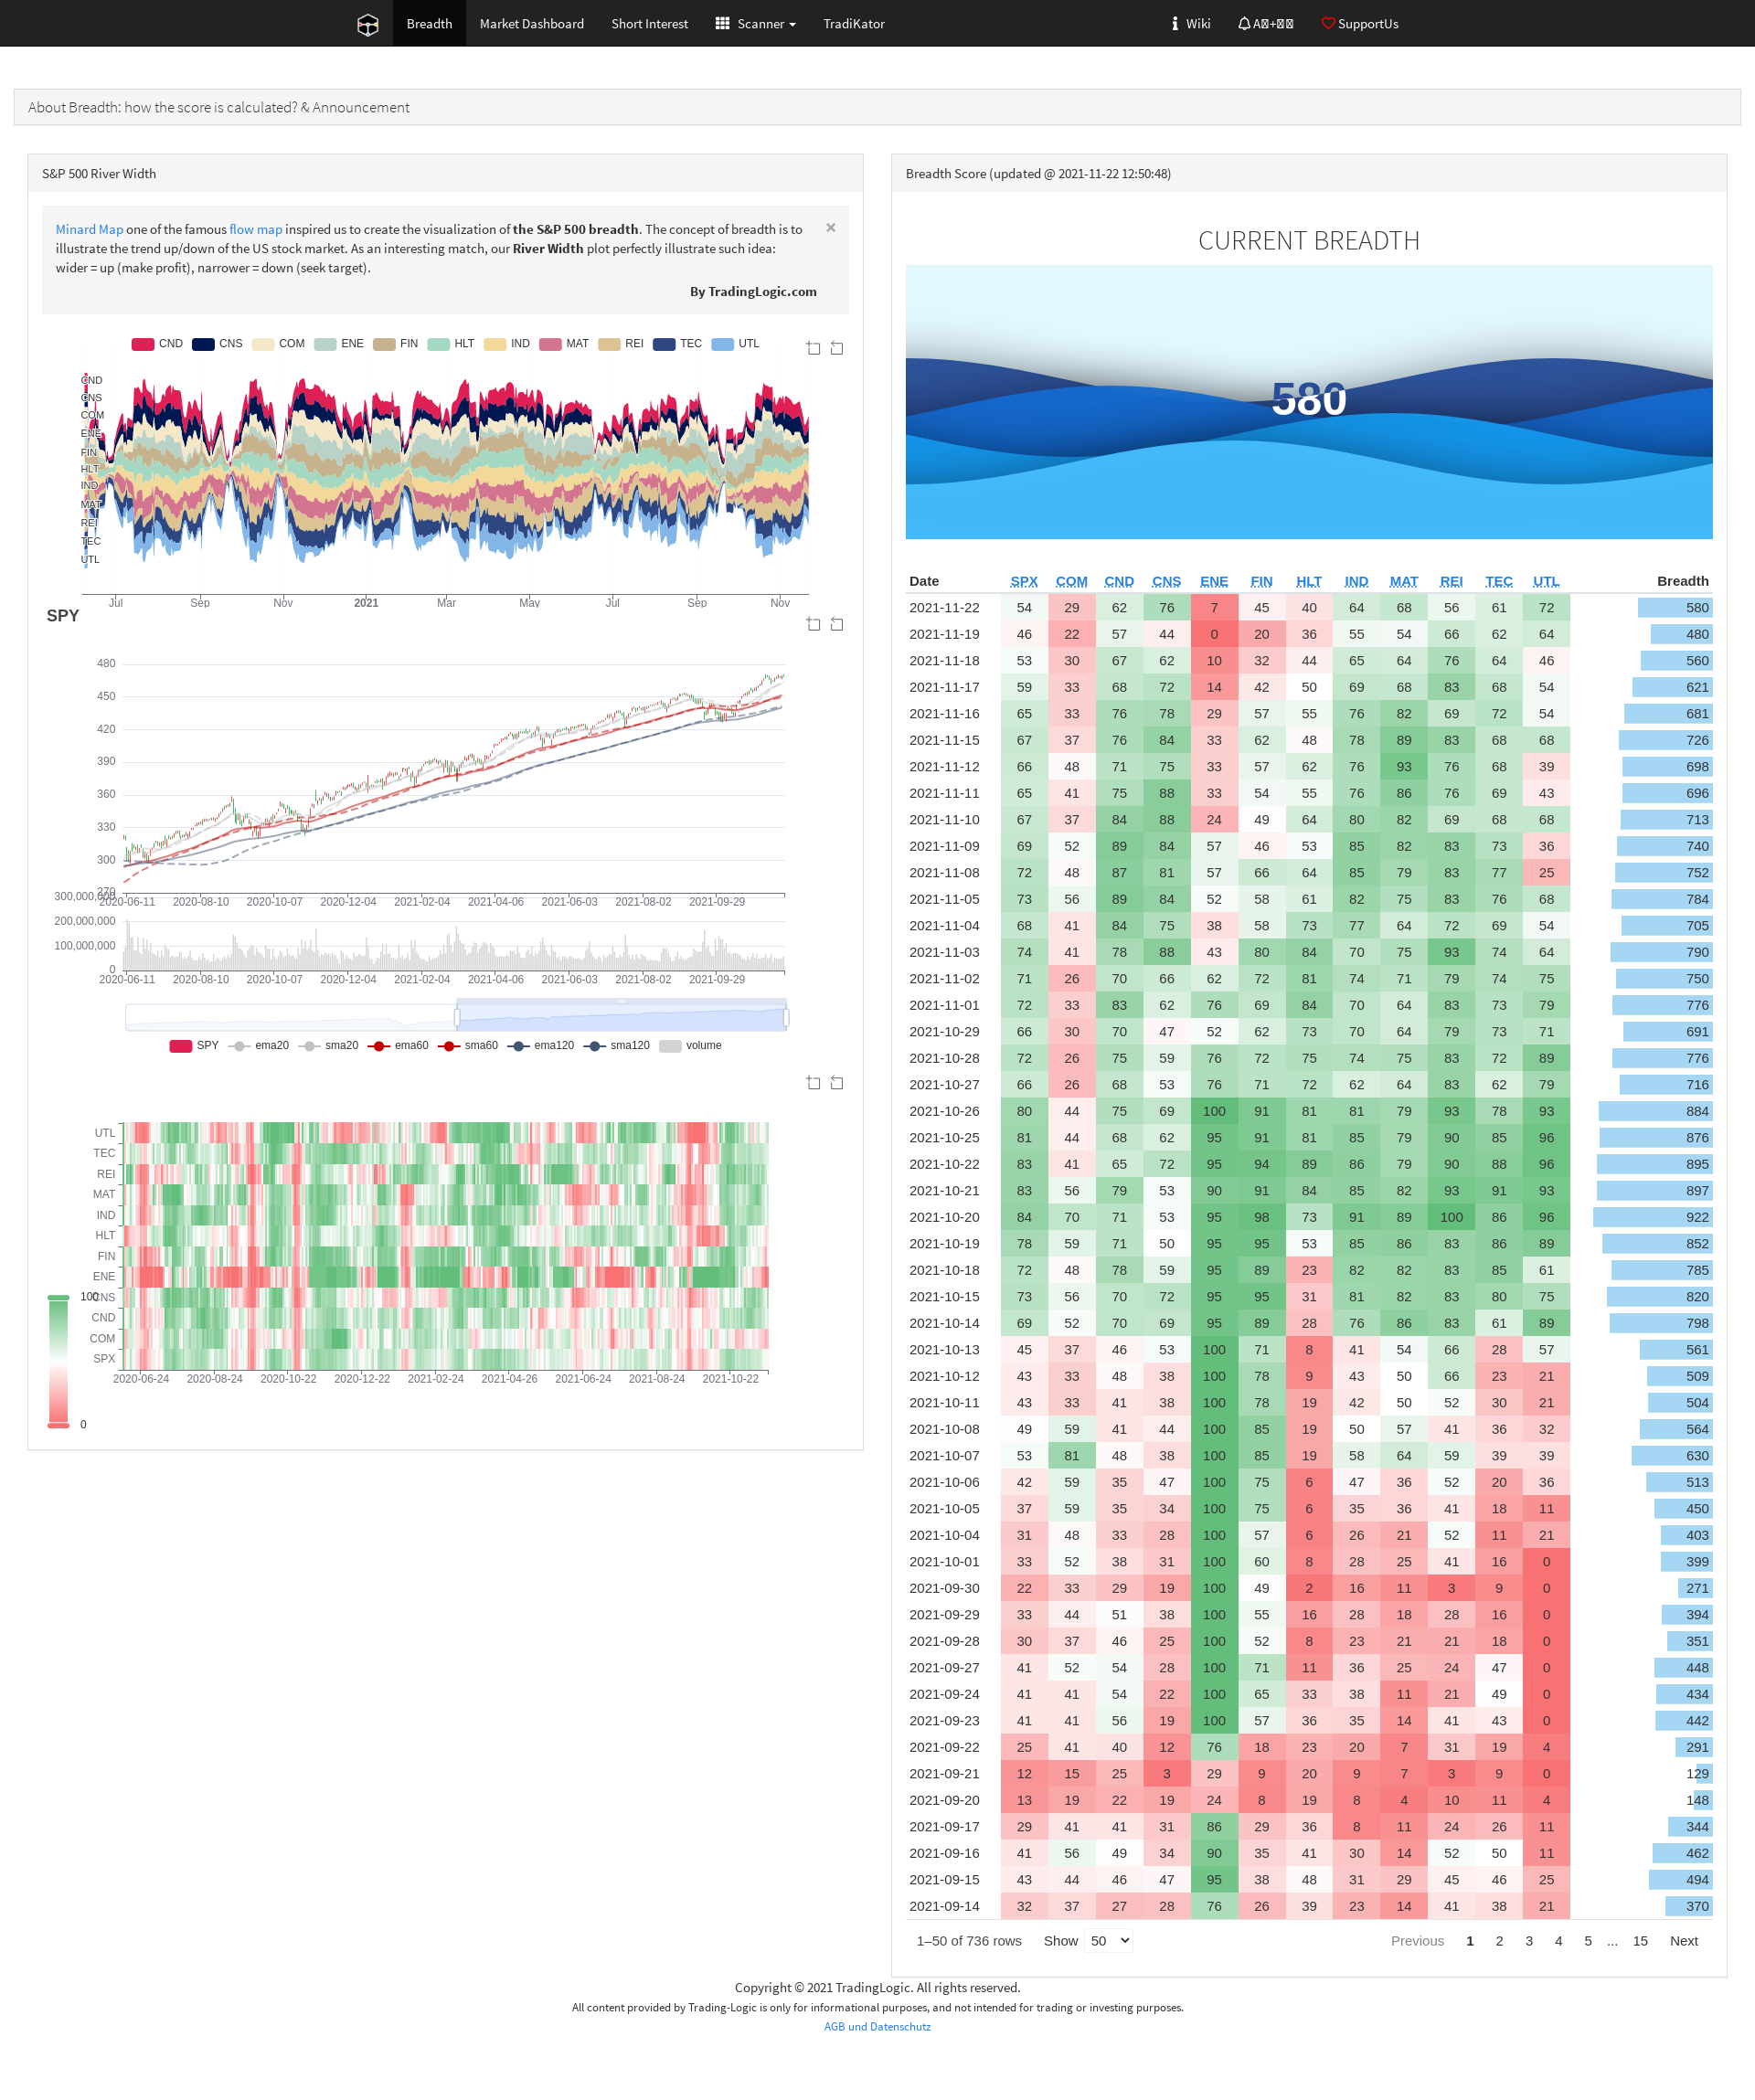 Breadth Market Dashboard Short Interest Scanner TradiKator Wiki SupportUs
About Breadth: how the score is calculated? & Announcement
S&P 500 River Width
Minard Map one of the famous flow map inspired us to create the visualization of the S&P 500 breadth. The concept of breadth is to
illustrate the trend up/down of the US stock market. As an interesting match, our River Width plot perfectly illustrate such idea:
wider = up (make profit), narrower = down (seek target).
×
By TradingLogic.com
CND CNS COM ENE FIN HLT IND MAT REI TEC UTL
CND
CNS
COM
ENE
FIN
HLT
IND
MAT
REI
TEC
UTL
Jul Sep Nov 2021 Mar May Jul Sep Nov
SPY
480
450
420
390
360
330
300
270
2020-06-11 2020-08-10 2020-10-07 2020-12-04 2021-02-04 2021-04-06 2021-06-03 2021-08-02 2021-09-29
300,000,000
200,000,000
100,000,000
0
2020-06-11 2020-08-10 2020-10-07 2020-12-04 2021-02-04 2021-04-06 2021-06-03 2021-08-02 2021-09-29
SPY ema20 sma20 ema60 sma60 ema120 sma120 volume
UTL
TEC
REI
MAT
IND
HLT
FIN
ENE
CNS
CND
COM
SPX
100
0
2020-06-24 2020-08-24 2020-10-22 2020-12-22 2021-02-24 2021-04-26 2021-06-24 2021-08-24 2021-10-22
Breadth Score (updated @ 2021-11-22 12:50:48)
CURRENT BREADTH
580
Date SPX COM CND CNS ENE FIN HLT IND MAT REI TEC UTL Breadth
2021-11-22 54 29 62 76 7 45 40 64 68 56 61 72 580
2021-11-19 46 22 57 44 0 20 36 55 54 66 62 64 480
2021-11-18 53 30 67 62 10 32 44 65 64 76 64 46 560
2021-11-17 59 33 68 72 14 42 50 69 68 83 68 54 621
2021-11-16 65 33 76 78 29 57 55 76 82 69 72 54 681
2021-11-15 67 37 76 84 33 62 48 78 89 83 68 68 726
2021-11-12 66 48 71 75 33 57 62 76 93 76 68 39 698
2021-11-11 65 41 75 88 33 54 55 76 86 76 69 43 696
2021-11-10 67 37 84 88 24 49 64 80 82 69 68 68 713
2021-11-09 69 52 89 84 57 46 53 85 82 83 73 36 740
2021-11-08 72 48 87 81 57 66 64 85 79 83 77 25 752
2021-11-05 73 56 89 84 52 58 61 82 75 83 76 68 784
2021-11-04 68 41 84 75 38 58 73 77 64 72 69 54 705
2021-11-03 74 41 78 88 43 80 84 70 75 93 74 64 790
2021-11-02 71 26 70 66 62 72 81 74 71 79 74 75 750
2021-11-01 72 33 83 62 76 69 84 70 64 83 73 79 776
2021-10-29 66 30 70 47 52 62 73 70 64 79 73 71 691
2021-10-28 72 26 75 59 76 72 75 74 75 83 72 89 776
2021-10-27 66 26 68 53 76 71 72 62 64 83 62 79 716
2021-10-26 80 44 75 69 100 91 81 81 79 93 78 93 884
2021-10-25 81 44 68 62 95 91 81 85 79 90 85 96 876
2021-10-22 83 41 65 72 95 94 89 86 79 90 88 96 895
2021-10-21 83 56 79 53 90 91 84 85 82 93 91 93 897
2021-10-20 84 70 71 53 95 98 73 91 89 100 86 96 922
2021-10-19 78 59 71 50 95 95 53 85 86 83 86 89 852
2021-10-18 72 48 78 59 95 89 23 82 82 83 85 61 785
2021-10-15 73 56 70 72 95 95 31 81 82 83 80 75 820
2021-10-14 69 52 70 69 95 89 28 76 86 83 61 89 798
2021-10-13 45 37 46 53 100 71 8 41 54 66 28 57 561
2021-10-12 43 33 48 38 100 78 9 43 50 66 23 21 509
2021-10-11 43 33 41 38 100 78 19 42 50 52 30 21 504
2021-10-08 49 59 41 44 100 85 19 50 57 41 36 32 564
2021-10-07 53 81 48 38 100 85 19 58 64 59 39 39 630
2021-10-06 42 59 35 47 100 75 6 47 36 52 20 36 513
2021-10-05 37 59 35 34 100 75 6 35 36 41 18 11 450
2021-10-04 31 48 33 28 100 57 6 26 21 52 11 21 403
2021-10-01 33 52 38 31 100 60 8 28 25 41 16 0 399
2021-09-30 22 33 29 19 100 49 2 16 11 3 9 0 271
2021-09-29 33 44 51 38 100 55 16 28 18 28 16 0 394
2021-09-28 30 37 46 25 100 52 8 23 21 21 18 0 351
2021-09-27 41 52 54 28 100 71 11 36 25 24 47 0 448
2021-09-24 41 41 54 22 100 65 33 38 11 21 49 0 434
2021-09-23 41 41 56 19 100 57 36 35 14 41 43 0 442
2021-09-22 25 41 40 12 76 18 23 20 7 31 19 4 291
2021-09-21 12 15 25 3 29 9 20 9 7 3 9 0 129
2021-09-20 13 19 22 19 24 8 19 8 4 10 11 4 148
2021-09-17 29 41 41 31 86 29 36 8 11 24 26 11 344
2021-09-16 41 56 49 34 90 35 41 30 14 52 50 11 462
2021-09-15 43 44 46 47 95 38 48 31 29 45 46 25 494
2021-09-14 32 37 27 28 76 26 39 23 14 41 38 21 370
1–50 of 736 rows Show 50 Previous 1 2 3 4 5 ... 15 Next
Copyright © 2021 TradingLogic. All rights reserved.
All content provided by Trading-Logic is only for informational purposes, and not intended for trading or investing purposes.
AGB und Datenschutz